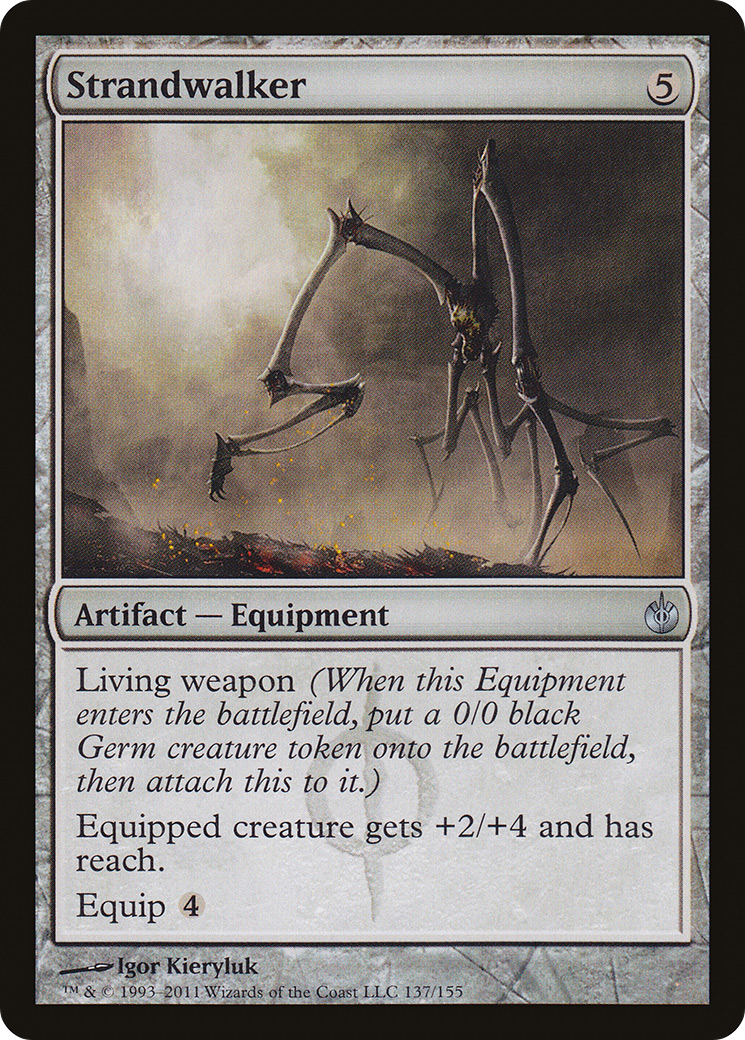 Strandwalker 5
Artifact — Equipment
Living weapon (When this Equipment
enters the battlefield, put a 0/0 black
Germ creature token onto the battlefield,
then attach this to it.)
Equipped creature gets +2/+4 and has
reach.
Equip 4
Igor Kieryluk
™ & © 1993–2011 Wizards of the Coast LLC 137/155